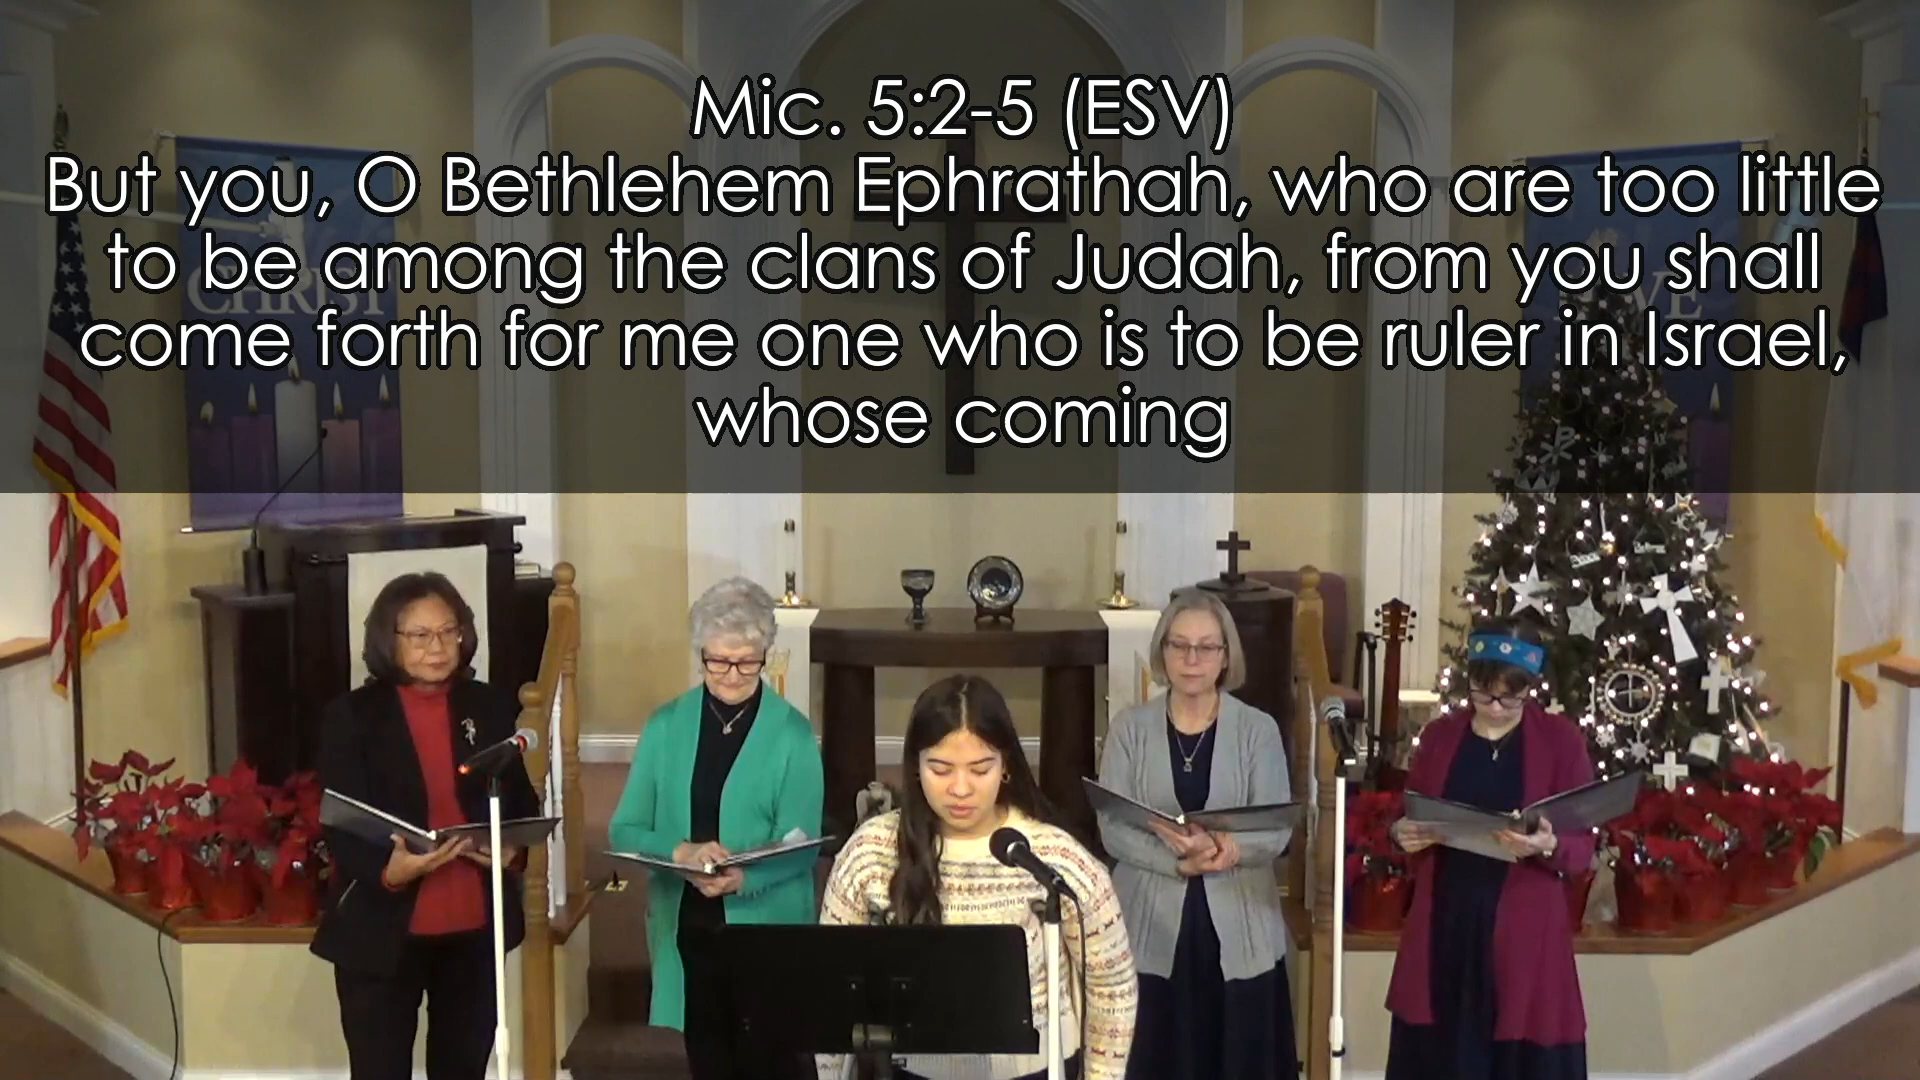 Mic. 5:2-5 (ESV)
But you, O Bethlehem Ephrathah, who are too little
to be among the clans of Judah, from you shall
come forth for me one who is to be ruler in Israel,
whose coming
CHRIST